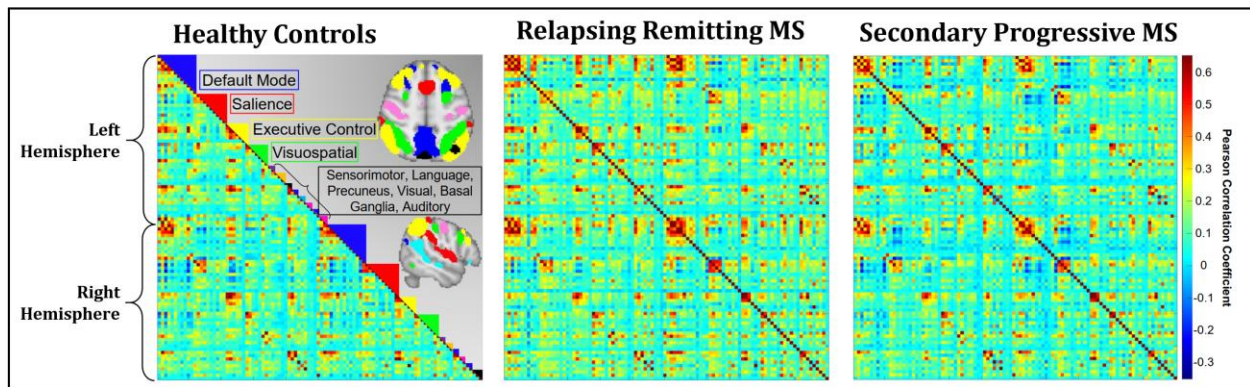 Healthy Controls
Relapsing Remitting MS
Secondary Progressive MS
Left
Hemisphere
Right
Hemisphere
Default Mode
Salience
Executive Control
Visuospatial
Sensorimotor, Language,
Precuneus, Visual, Basal
Ganglia, Auditory
0.6
0.5
0.4
0.3
0.2
0.1
0
-0.1
-0.2
-0.3
Pearson Correlation Coefficient